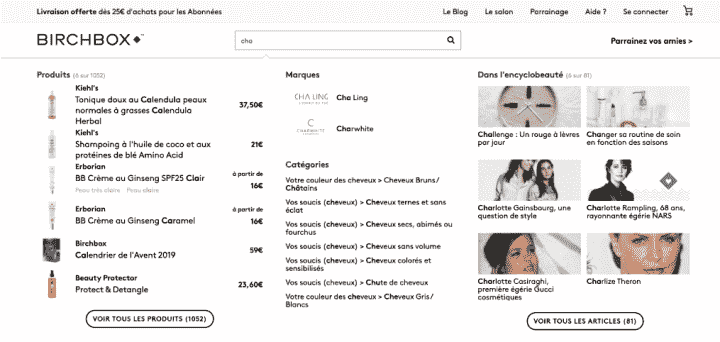 Livraison offerte dès 25€ d'achats pour les Abonnées
Le Blog
Le salon
Parrainage
Aide ?
Se connecter
BIRCHBOX
cha
Parrainez vos amies >
Produits (6 sur 1052)
Kiehl's
Tonique doux au Calendula peaux
normales à grasses Calendula
Herbal
37,50€
Kiehl's
Shampoing à l'huile de coco et aux
protéines de blé Amino Acid
21€
Erborian
BB Crème au Ginseng SPF25 Clair
Peau très claire Peau claire
à partir de
16€
Erborian
BB Crème au Ginseng Caramel
à partir de
16€
Birchbox
Calendrier de l'Avent 2019
59€
Beauty Protector
Protect & Detangle
23,60€
VOIR TOUS LES PRODUITS (1052)
Marques
CHA LING
Cha Ling
CHARWHITE
Charwhite
Catégories
Votre couleur des cheveux > Cheveux Bruns/
Châtains
Vos soucis (cheveux) > Cheveux ternes et sans
éclat
Vos soucis (cheveux) > Cheveux secs, abimés ou
fourchus
Vos soucis (cheveux) > Cheveux sans volume
Vos soucis (cheveux) > Cheveux colorés et
sensibilisés
Vos soucis (cheveux) > Chute de cheveux
Votre couleur des cheveux > Cheveux Gris/
Blancs
Dans l'encyclobeauté (6 sur 81)
Challenge : Un rouge à lèvres
par jour
Changer sa routine de soin
en fonction des saisons
Charlotte Gainsbourg, une
question de style
Charlotte Rampling, 68 ans,
rayonnante égérie NARS
Charlotte Casiraghi,
première égérie Gucci
cosmétiques
Charlize Theron
VOIR TOUS LES ARTICLES (81)